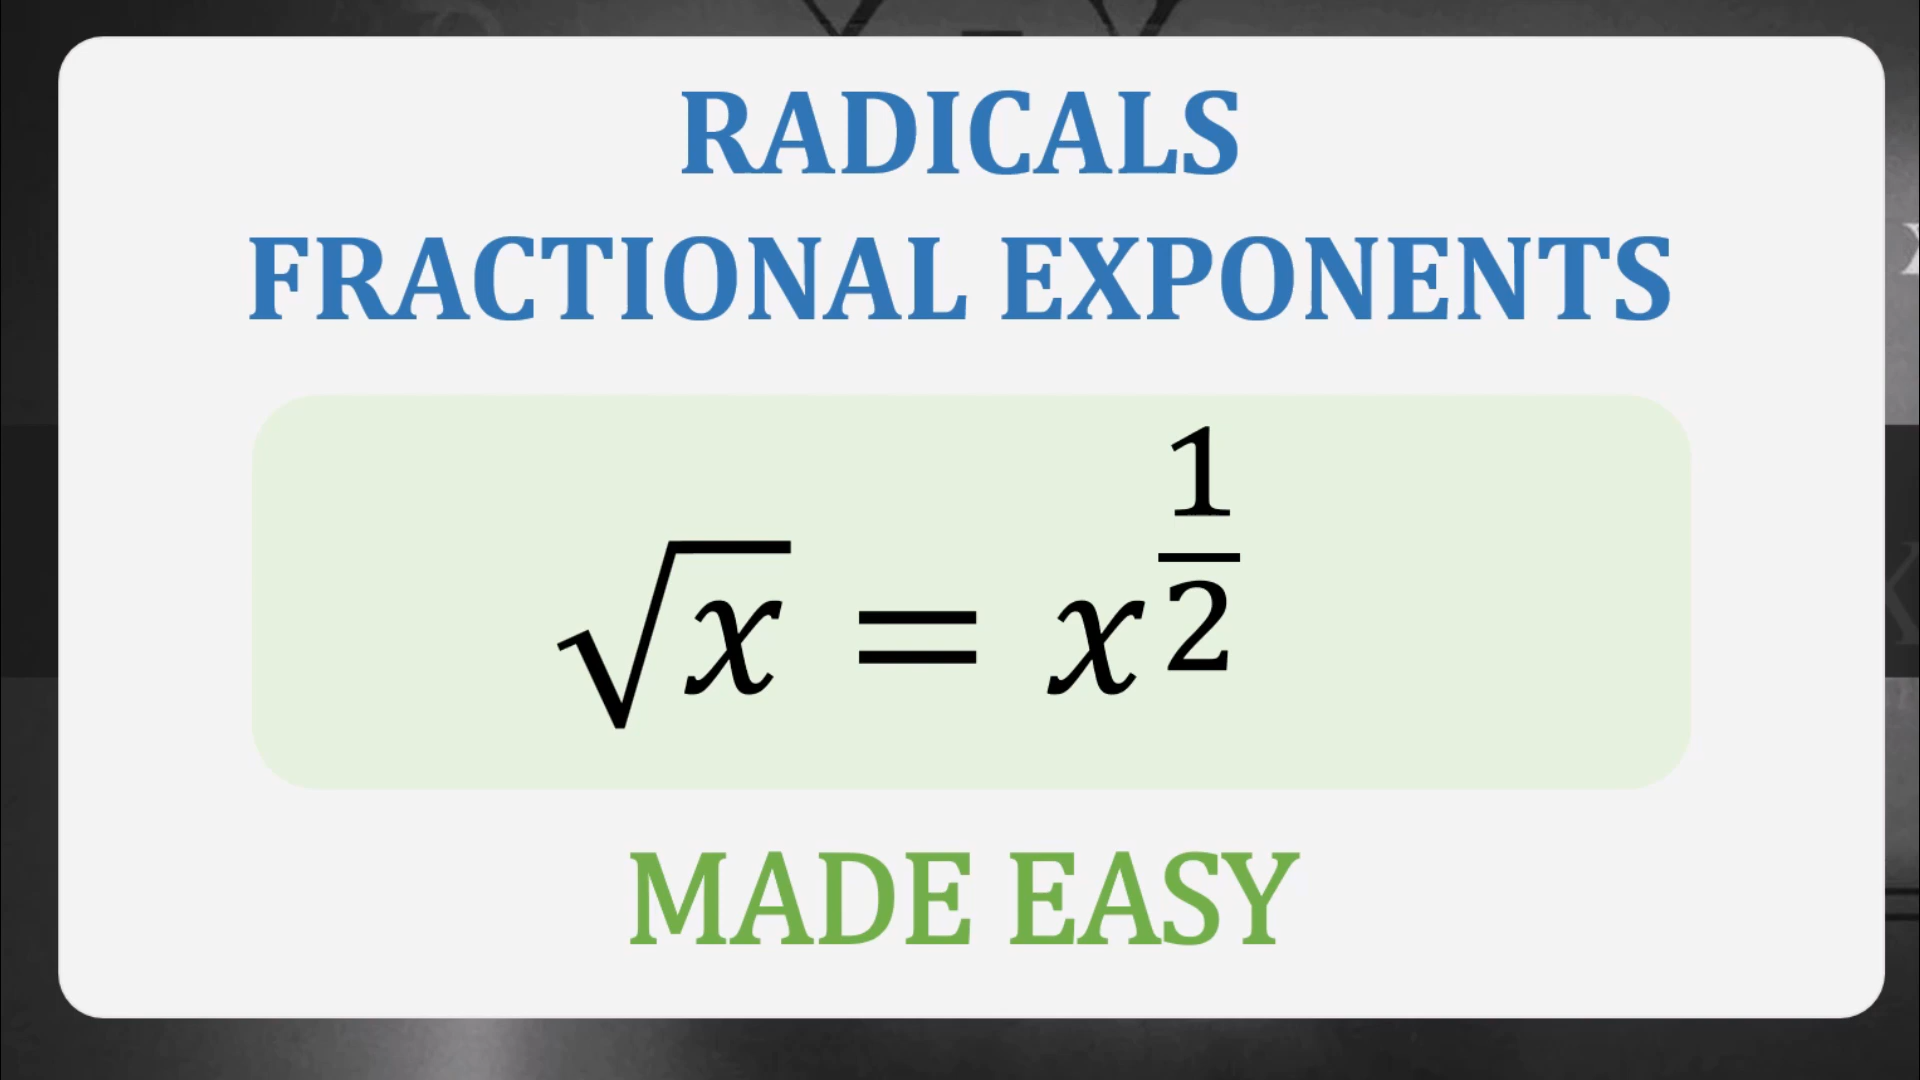 RADICALS
FRACTIONAL EXPONENTS
√x = x^(1/2)
MADE EASY